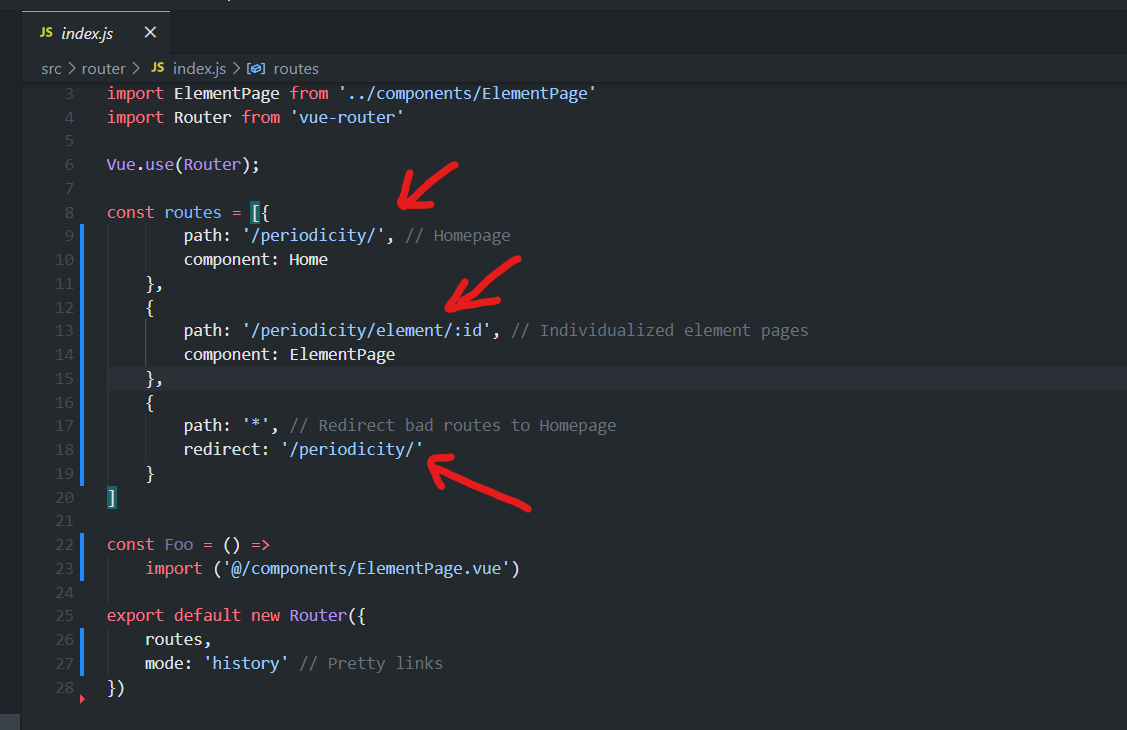 JS index.js ✕
src > router > JS index.js > routes
3 import ElementPage from '../components/ElementPage'
4 import Router from 'vue-router'
5
6 Vue.use(Router);
7
8 const routes = [{
9 path: '/periodicity/', // Homepage
10 component: Home
11 },
12 {
13 path: '/periodicity/element/:id', // Individualized element pages
14 component: ElementPage
15 },
16 {
17 path: '*', // Redirect bad routes to Homepage
18 redirect: '/periodicity/'
19 }
20 ]
21
22 const Foo = () =>
23 import ('@/components/ElementPage.vue')
24
25 export default new Router({
26 routes,
27 mode: 'history' // Pretty links
28 })